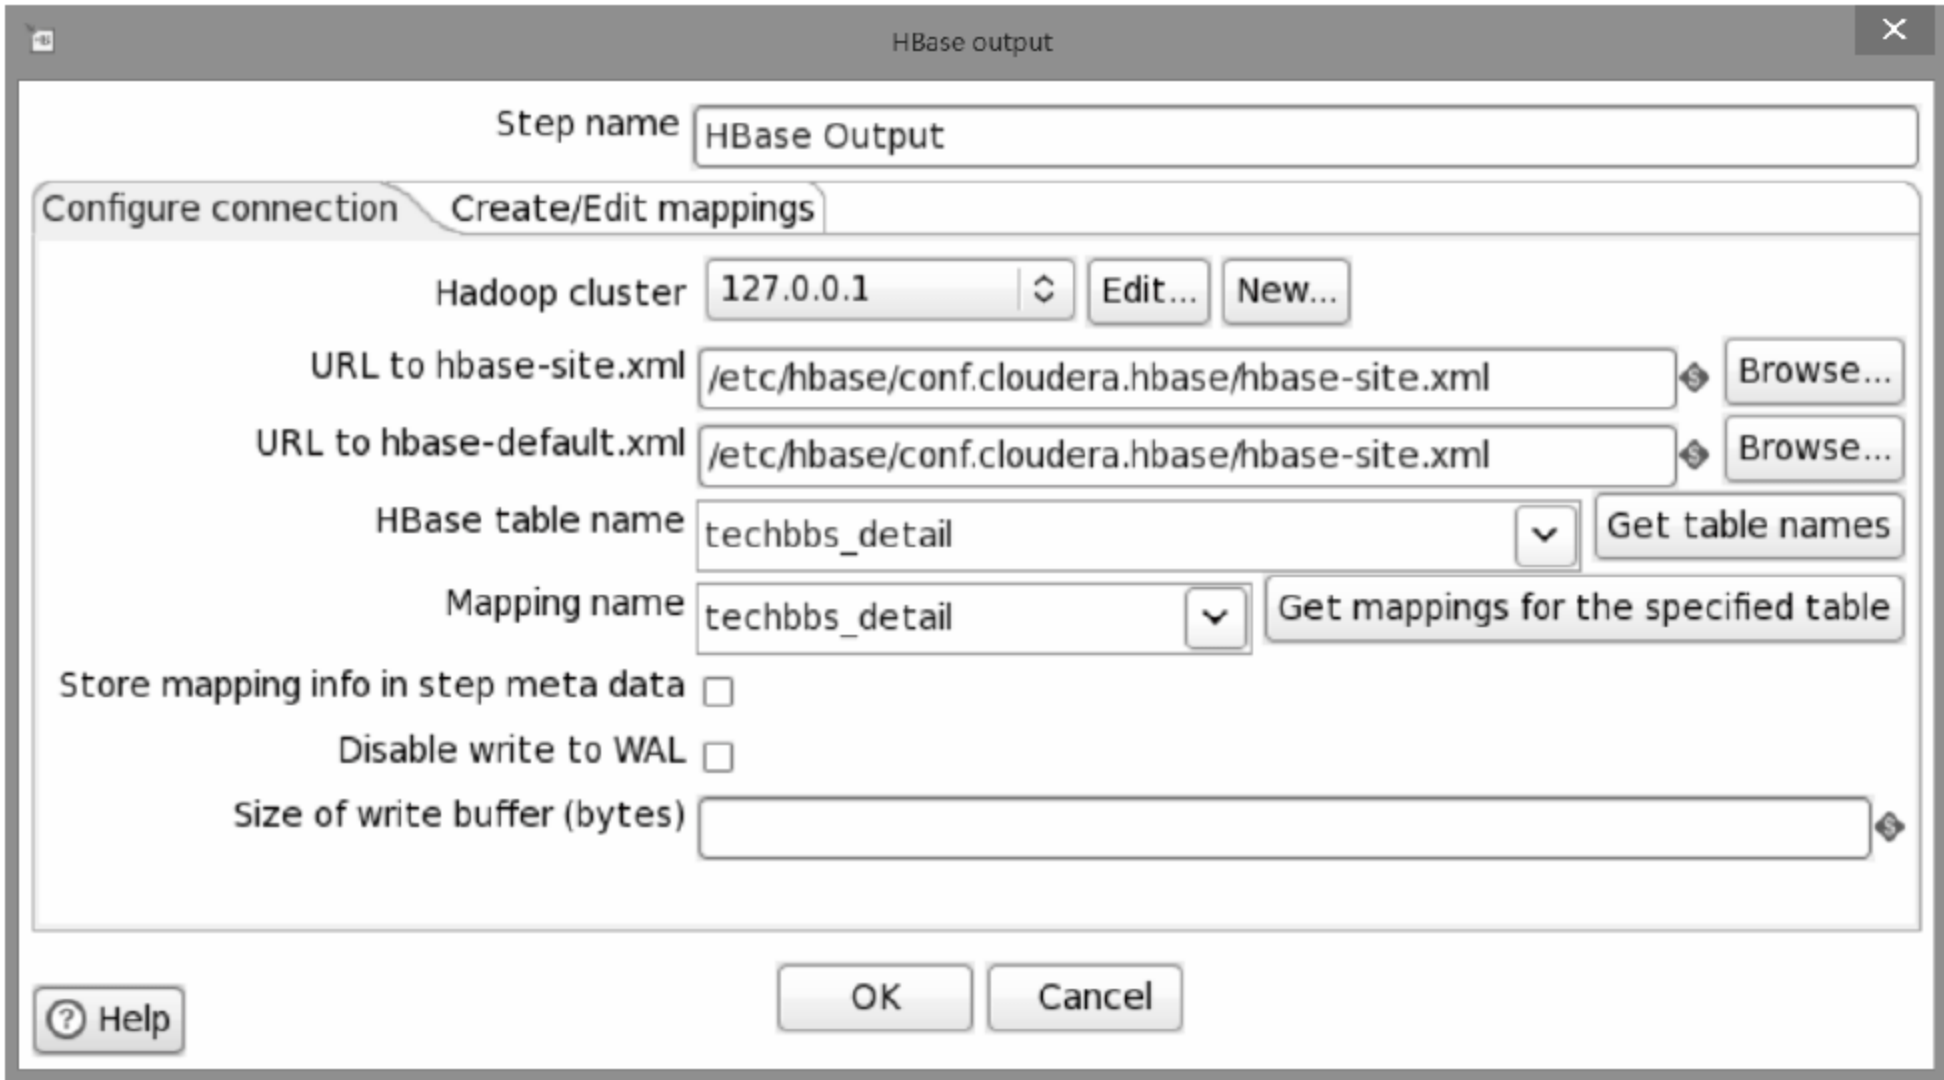 HBase output
Step name HBase Output
Configure connection Create/Edit mappings
Hadoop cluster 127.0.0.1 Edit... New...
URL to hbase-site.xml /etc/hbase/conf.cloudera.hbase/hbase-site.xml Browse...
URL to hbase-default.xml /etc/hbase/conf.cloudera.hbase/hbase-site.xml Browse...
HBase table name techbbs_detail Get table names
Mapping name techbbs_detail Get mappings for the specified table
Store mapping info in step meta data
Disable write to WAL
Size of write buffer (bytes)
OK Cancel
Help